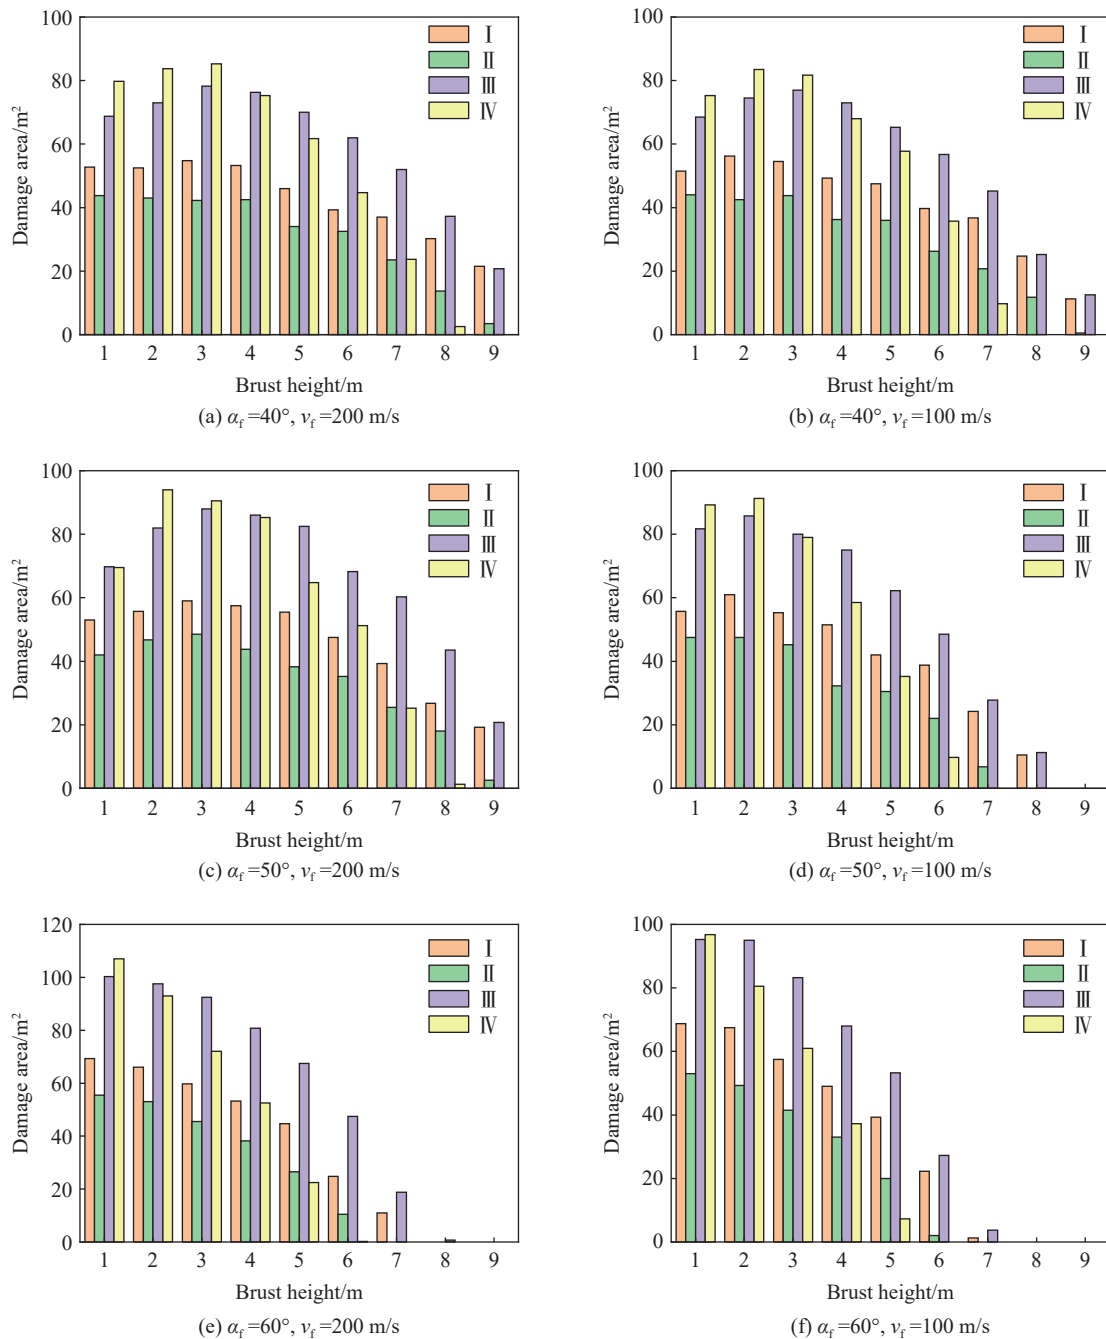 100
80
60
40
20
0
Damage area/m²
Ⅰ
Ⅱ
Ⅲ
Ⅳ
1 2 3 4 5 6 7 8 9
Brust height/m
(a) αf =40°, vf =200 m/s
100
80
60
40
20
0
Damage area/m²
Ⅰ
Ⅱ
Ⅲ
Ⅳ
1 2 3 4 5 6 7 8 9
Brust height/m
(b) αf =40°, vf =100 m/s
100
80
60
40
20
0
Damage area/m²
Ⅰ
Ⅱ
Ⅲ
Ⅳ
1 2 3 4 5 6 7 8 9
Brust height/m
(c) αf =50°, vf =200 m/s
100
80
60
40
20
0
Damage area/m²
Ⅰ
Ⅱ
Ⅲ
Ⅳ
1 2 3 4 5 6 7 8 9
Brust height/m
(d) αf =50°, vf =100 m/s
120
100
80
60
40
20
0
Damage area/m²
Ⅰ
Ⅱ
Ⅲ
Ⅳ
1 2 3 4 5 6 7 8 9
Brust height/m
(e) αf =60°, vf =200 m/s
100
80
60
40
20
0
Damage area/m²
Ⅰ
Ⅱ
Ⅲ
Ⅳ
1 2 3 4 5 6 7 8 9
Brust height/m
(f) αf =60°, vf =100 m/s